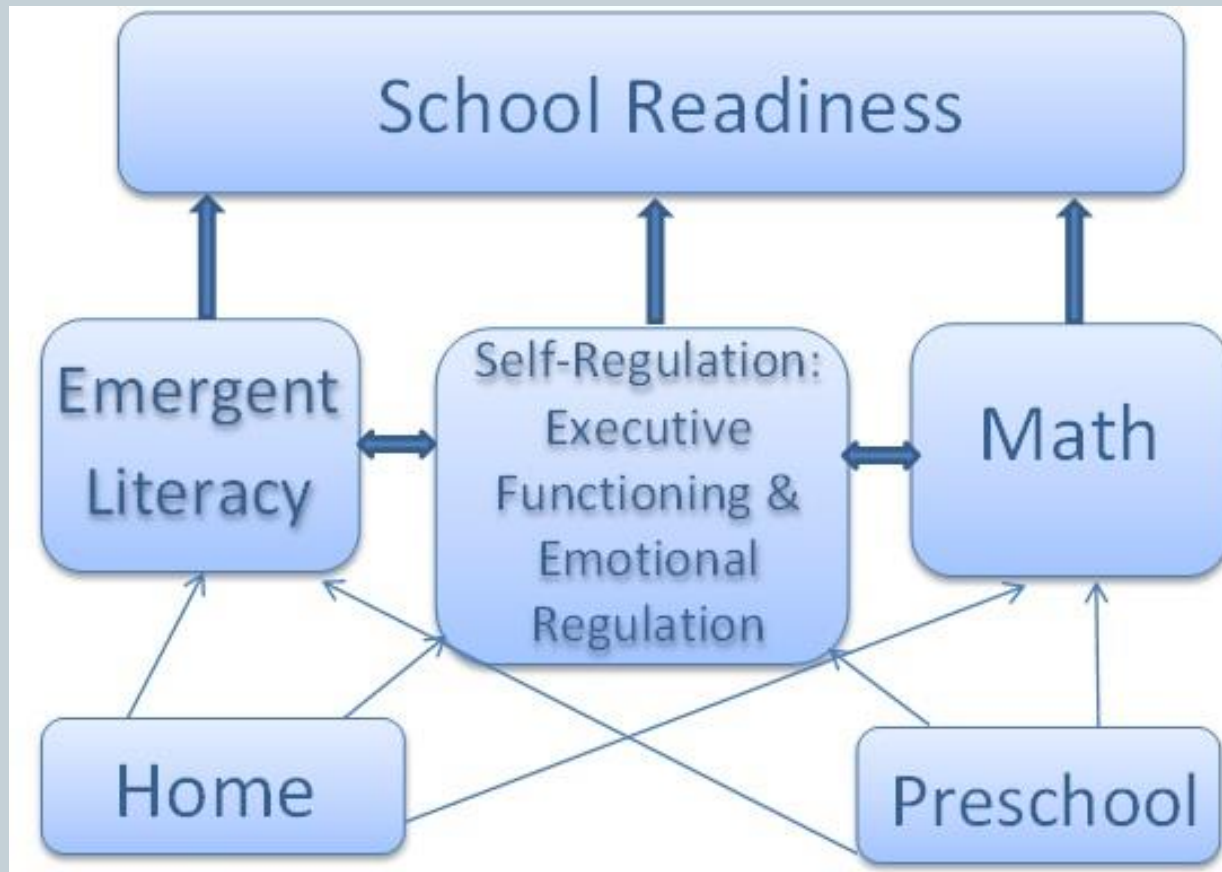 School Readiness
Emergent
Literacy
Self-Regulation:
Executive
Functioning &
Emotional
Regulation
Math
Home
Preschool